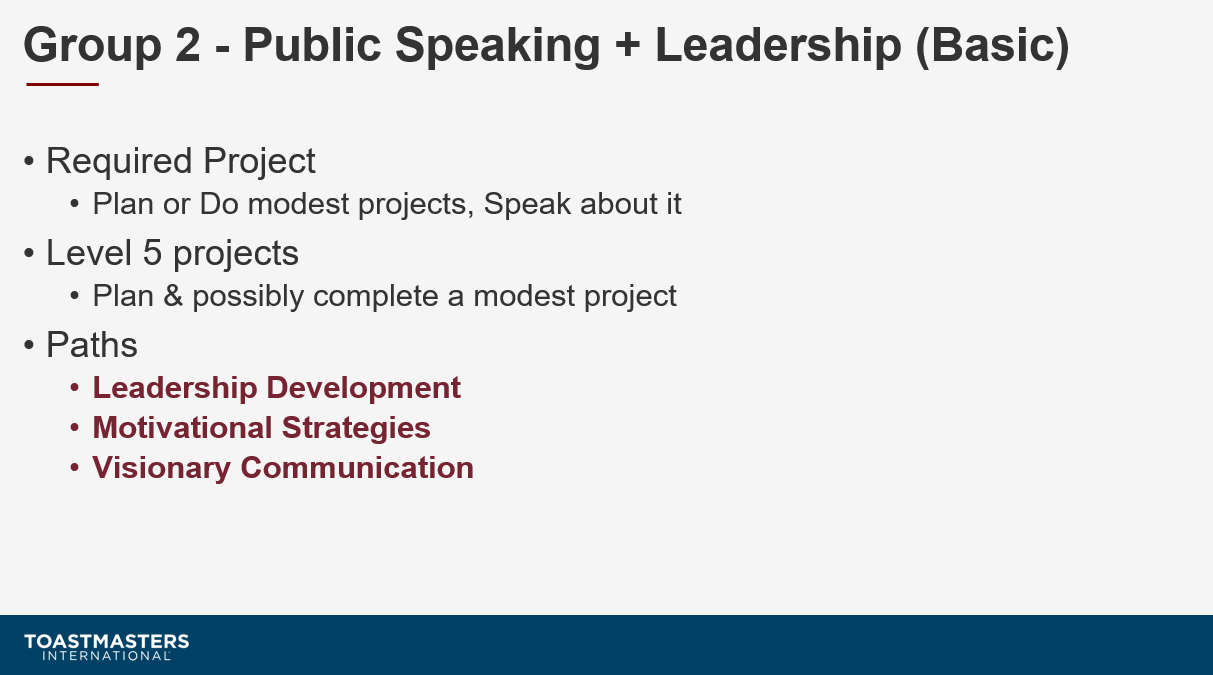 Group 2 - Public Speaking + Leadership (Basic)
• Required Project
• Plan or Do modest projects, Speak about it
• Level 5 projects
• Plan & possibly complete a modest project
• Paths
• Leadership Development
• Motivational Strategies
• Visionary Communication
TOASTMASTERS
INTERNATIONAL